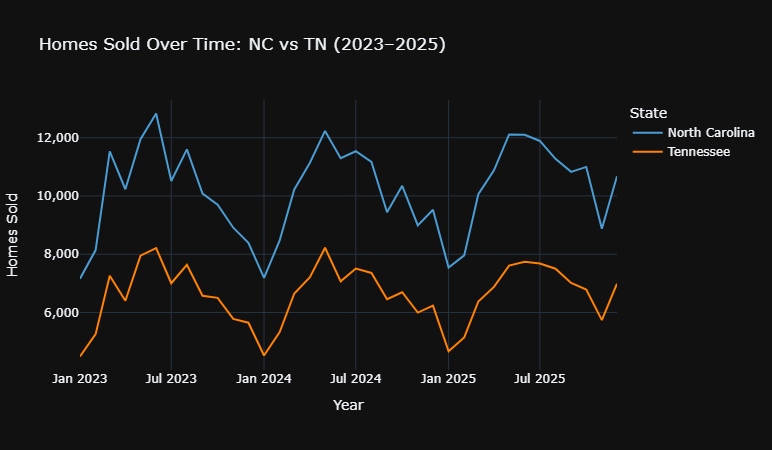 Homes Sold Over Time: NC vs TN (2023−2025)
State
North Carolina
Tennessee
Homes Sold
12,000
10,000
8,000
6,000
Jan 2023
Jul 2023
Jan 2024
Jul 2024
Jan 2025
Jul 2025
Year